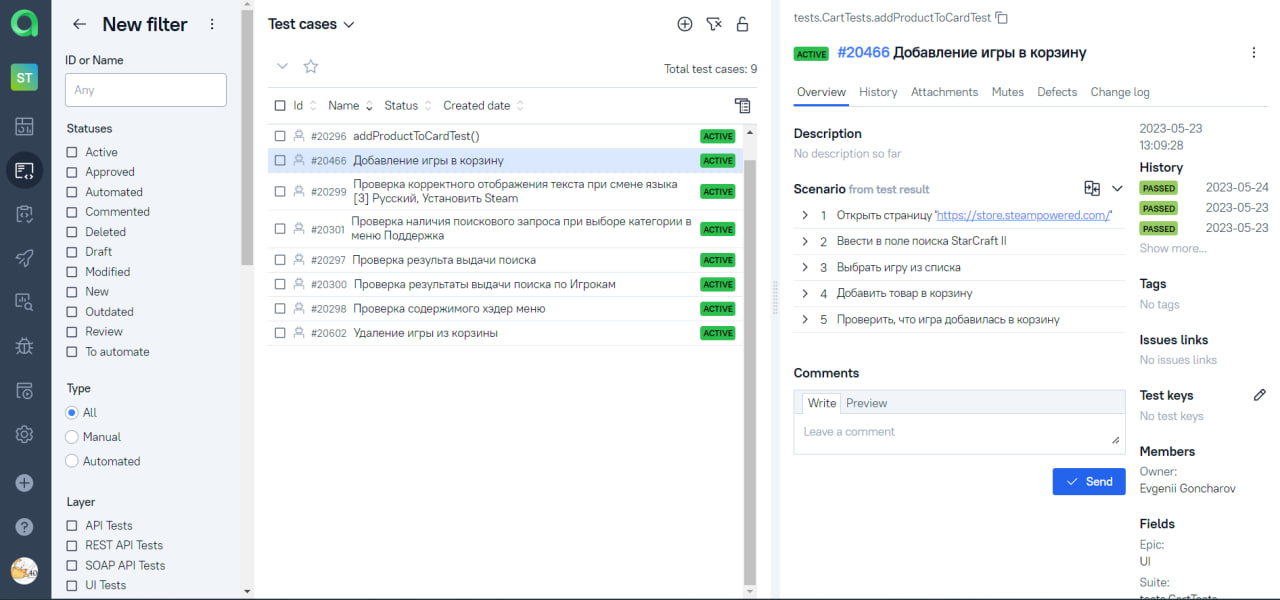 ST
New filter
ID or Name
Any
Statuses
Active
Approved
Automated
Commented
Deleted
Draft
Modified
New
Outdated
Review
To automate
Type
All
Manual
Automated
Layer
API Tests
REST API Tests
SOAP API Tests
UI Tests
Test cases
Total test cases: 9
Id Name Status Created date
#20296 addProductToCardTest() ACTIVE
#20466 Добавление игры в корзину ACTIVE
#20299 Проверка корректного отображения текста при смене языка
[3] Русский, Установить Steam ACTIVE
#20301 Проверка наличия поискового запроса при выборе категории в
меню Поддержка ACTIVE
#20297 Проверка результа выдачи поиска ACTIVE
#20300 Проверка результаты выдачи поиска по Игрокам ACTIVE
#20298 Проверка содержимого хэдер меню ACTIVE
#20602 Удаление игры из корзины ACTIVE
tests.CartTests.addProductToCardTest
ACTIVE #20466 Добавление игры в корзину
Overview History Attachments Mutes Defects Change log
Description
No description so far
Scenario from test result
1 Открыть страницу "https://store.steampowered.com/"
2 Ввести в поле поиска StarCraft II
3 Выбрать игру из списка
4 Добавить товар в корзину
5 Проверить, что игра добавилась в корзину
Comments
Write Preview
Leave a comment
Send
2023-05-23
13:09:28
History
PASSED 2023-05-24
PASSED 2023-05-23
PASSED 2023-05-23
Show more...
Tags
No tags
Issues links
No issues links
Test keys
No test keys
Members
Owner:
Evgenii Goncharov
Fields
Epic:
UI
Suite:
tests.CartTests